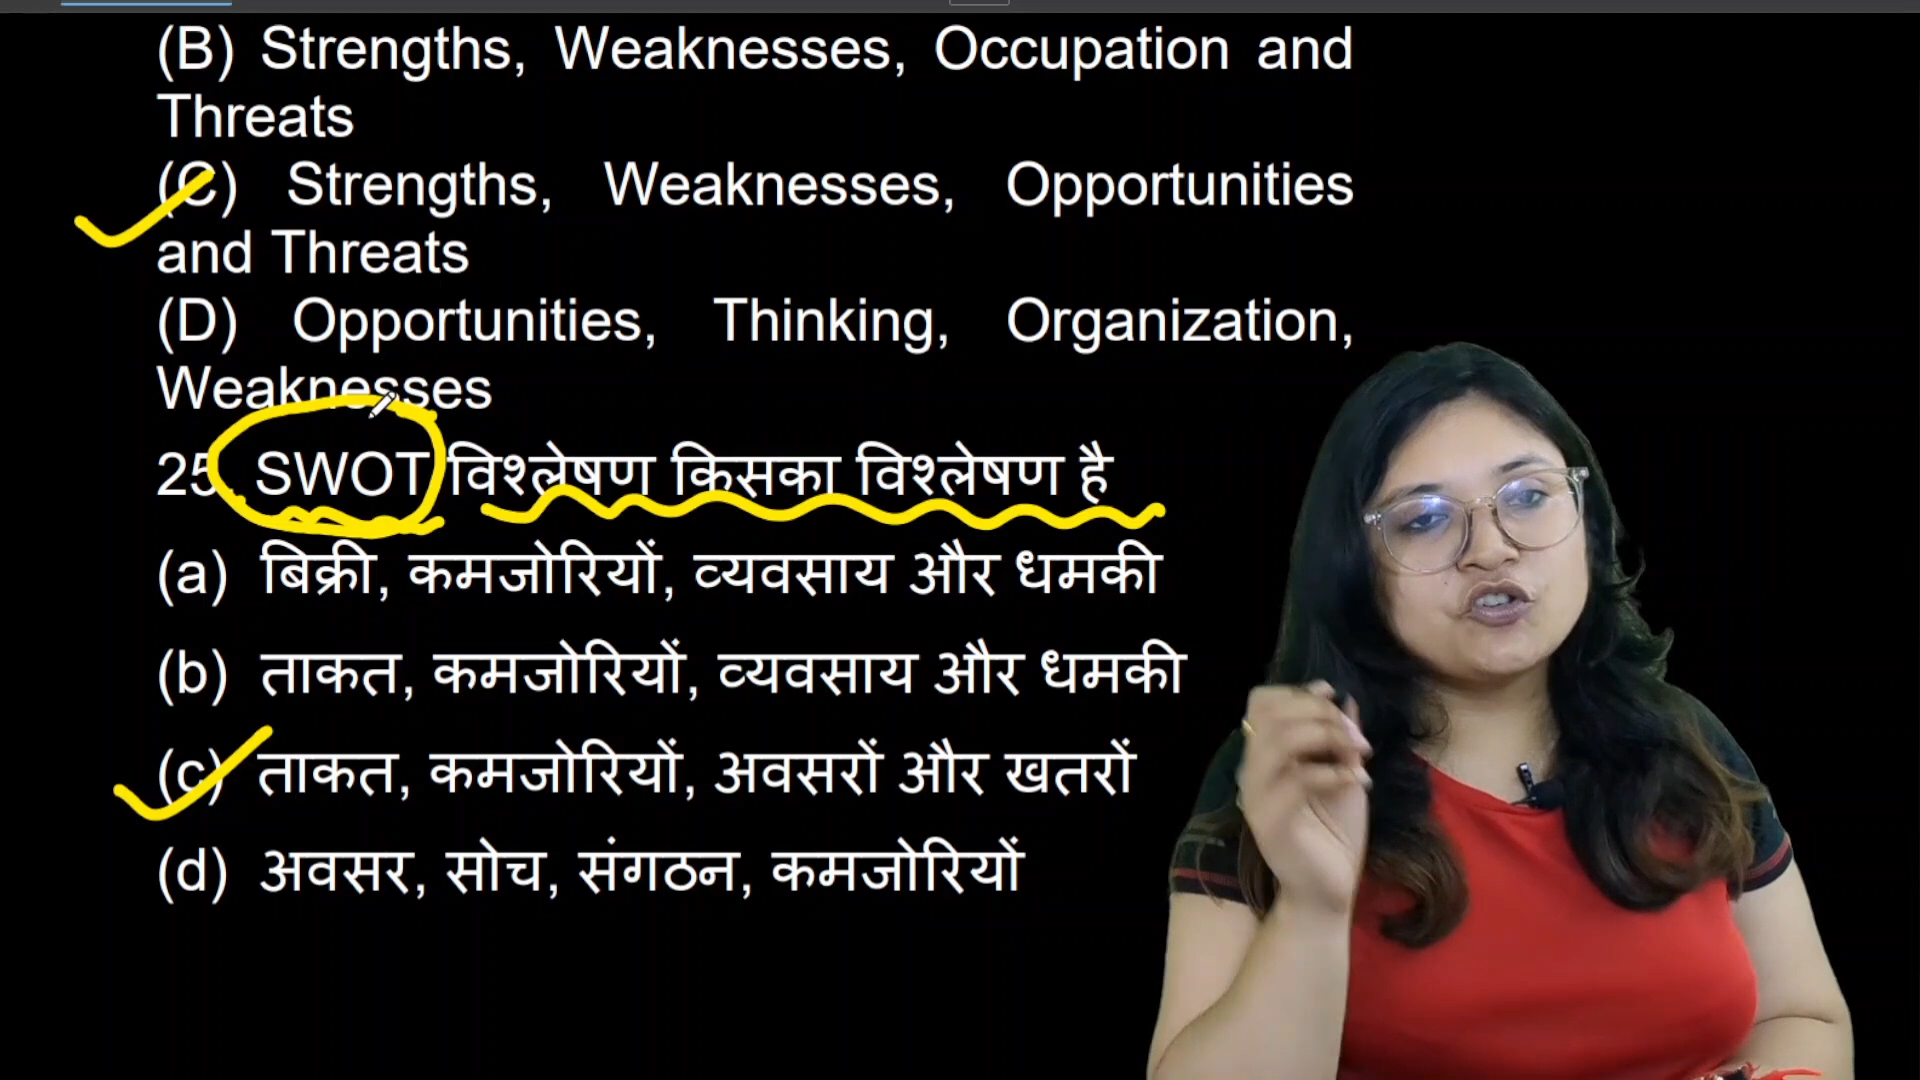 (B) Strengths, Weaknesses, Occupation and
Threats
(C) Strengths, Weaknesses, Opportunities
and Threats
(D) Opportunities, Thinking, Organization,
Weaknesses
25. SWOT विश्लेषण किसका विश्लेषण है
(a) बिक्री, कमजोरियों, व्यवसाय और धमकी
(b) ताकत, कमजोरियों, व्यवसाय और धमकी
(c) ताकत, कमजोरियों, अवसरों और खतरों
(d) अवसर, सोच, संगठन, कमजोरियों